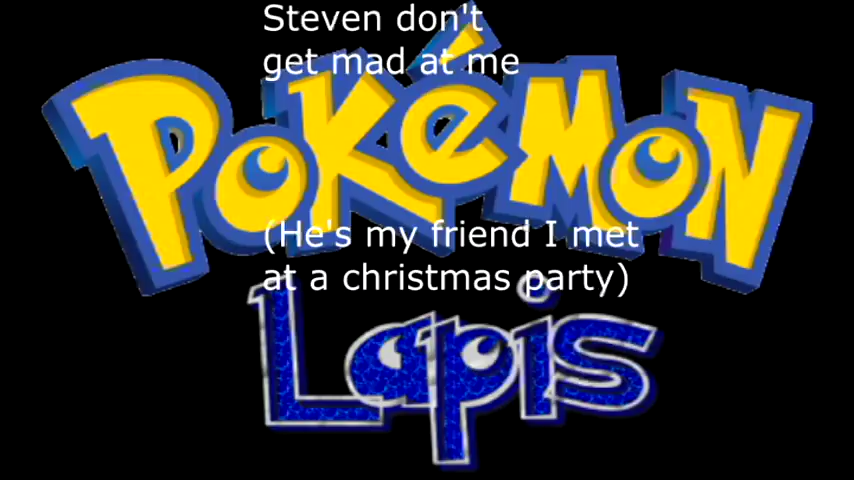 Steven don't
get mad at me
POKéMON
(He's my friend I met
at a christmas party)
Lapis